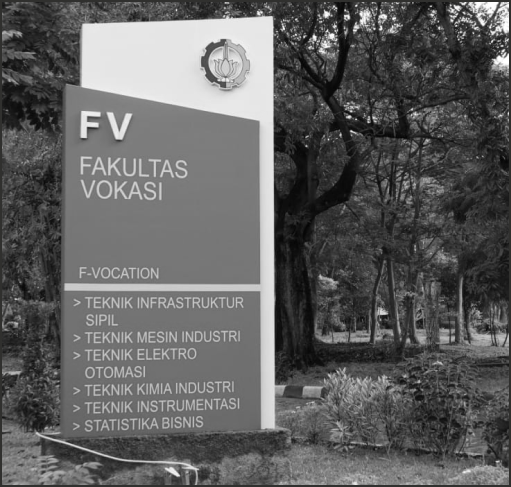 FV
FAKULTAS
VOKASI
F-VOCATION
> TEKNIK INFRASTRUKTUR
SIPIL
> TEKNIK MESIN INDUSTRI
> TEKNIK ELEKTRO
OTOMASI
> TEKNIK KIMIA INDUSTRI
> TEKNIK INSTRUMENTASI
> STATISTIKA BISNIS